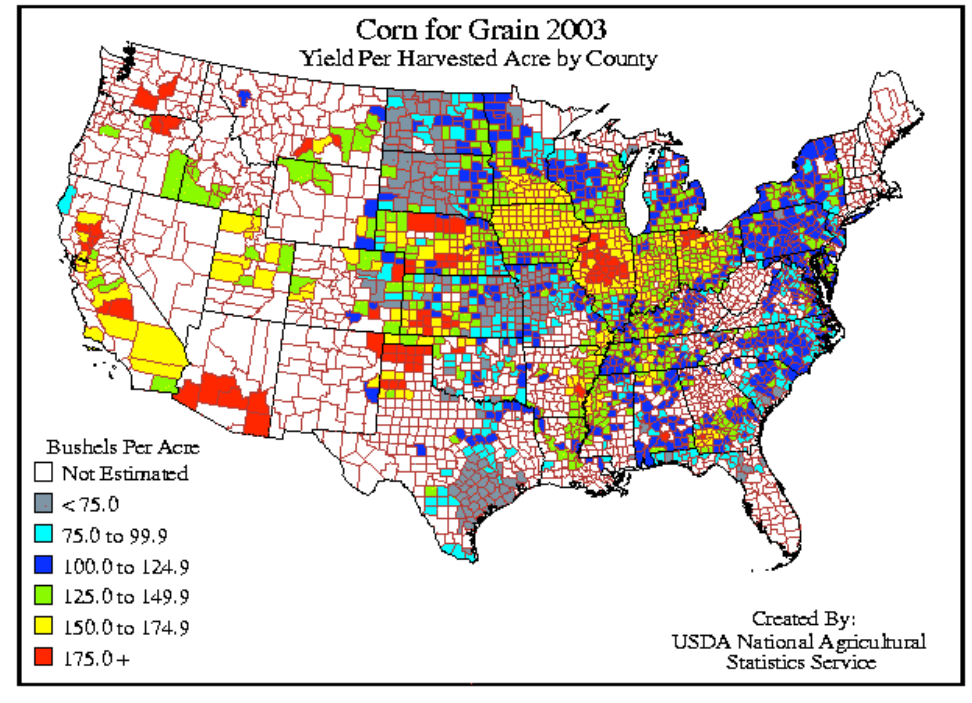 Corn for Grain 2003
Yield Per Harvested Acre by County
Bushels Per Acre
Not Estimated
< 75.0
75.0 to 99.9
100.0 to 124.9
125.0 to 149.9
150.0 to 174.9
175.0 +
Created By:
USDA National Agricultural
Statistics Service